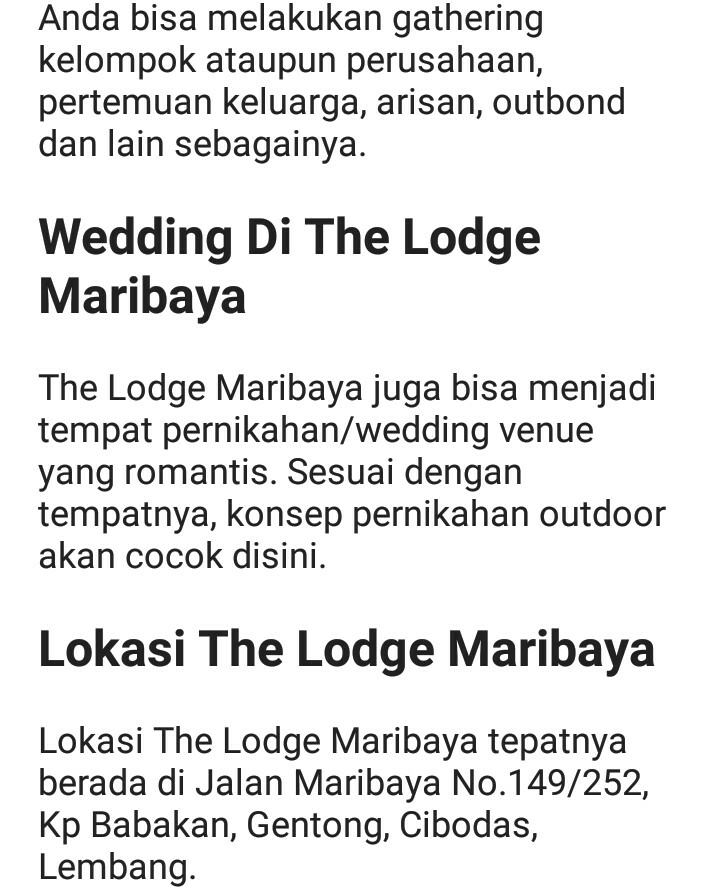 Anda bisa melakukan gathering
kelompok ataupun perusahaan,
pertemuan keluarga, arisan, outbond
dan lain sebagainya.
Wedding Di The Lodge
Maribaya
The Lodge Maribaya juga bisa menjadi
tempat pernikahan/wedding venue
yang romantis. Sesuai dengan
tempatnya, konsep pernikahan outdoor
akan cocok disini.
Lokasi The Lodge Maribaya
Lokasi The Lodge Maribaya tepatnya
berada di Jalan Maribaya No.149/252,
Kp Babakan, Gentong, Cibodas,
Lembang.